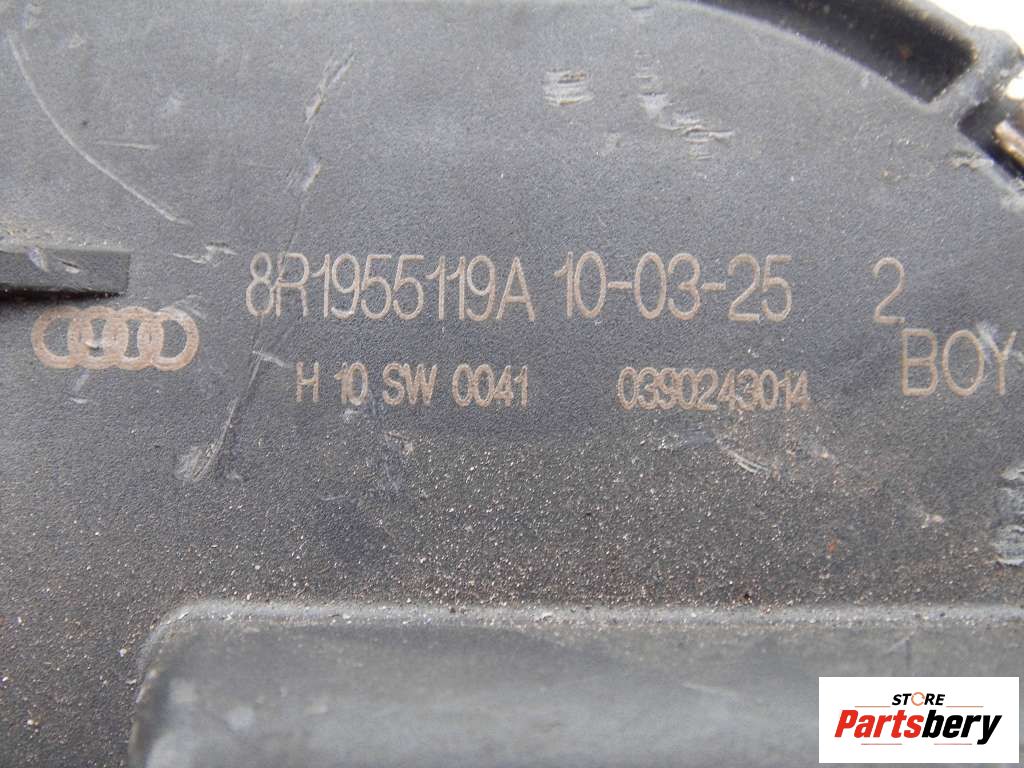 8R1955119A 10-03-25 2
H 10 SW 0041 0390243014 BOY
STORE
Partsbery